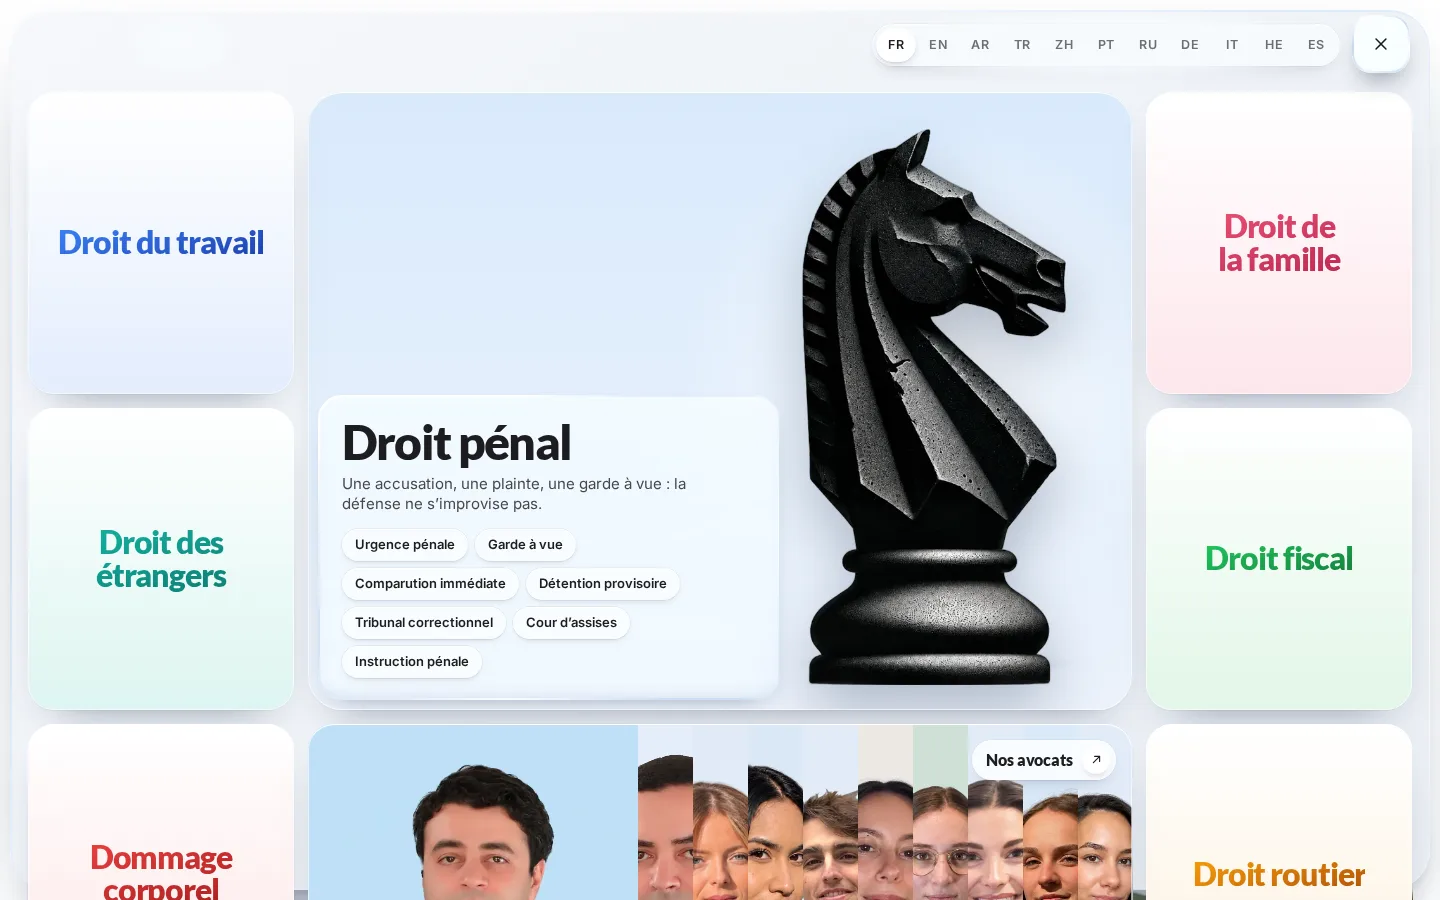 FR EN AR TR ZH PT RU DE IT HE ES
Droit du travail
Droit de
la famille
Droit pénal
Une accusation, une plainte, une garde à vue : la
défense ne s’improvise pas.
Urgence pénale
Garde à vue
Comparution immédiate
Détention provisoire
Tribunal correctionnel
Cour d’assises
Instruction pénale
Droit des
étrangers
Droit fiscal
Dommage
corporel
Nos avocats
Droit routier